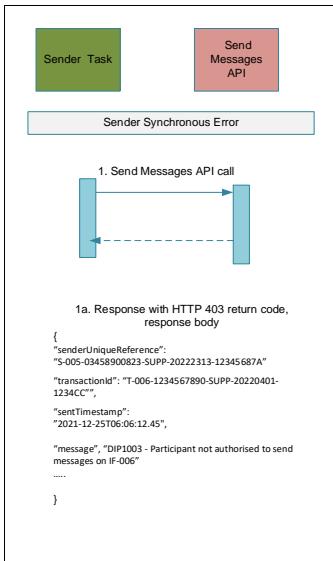 Sender Task
Send
Messages
API
Sender Synchronous Error
1. Send Messages API call
1a. Response with HTTP 403 return code,
response body
{
"senderUniqueReference":
"S-005-03458900823-SUPP-20222313-12345687A"
"transactionId": "T-006-1234567890-SUPP-20220401-
1234CC"",
"sentTimestamp":
"2021-12-25T06:06:12.45",
"message", "DIP1003 - Participant not authorised to send
messages on IF-006"
.....
}